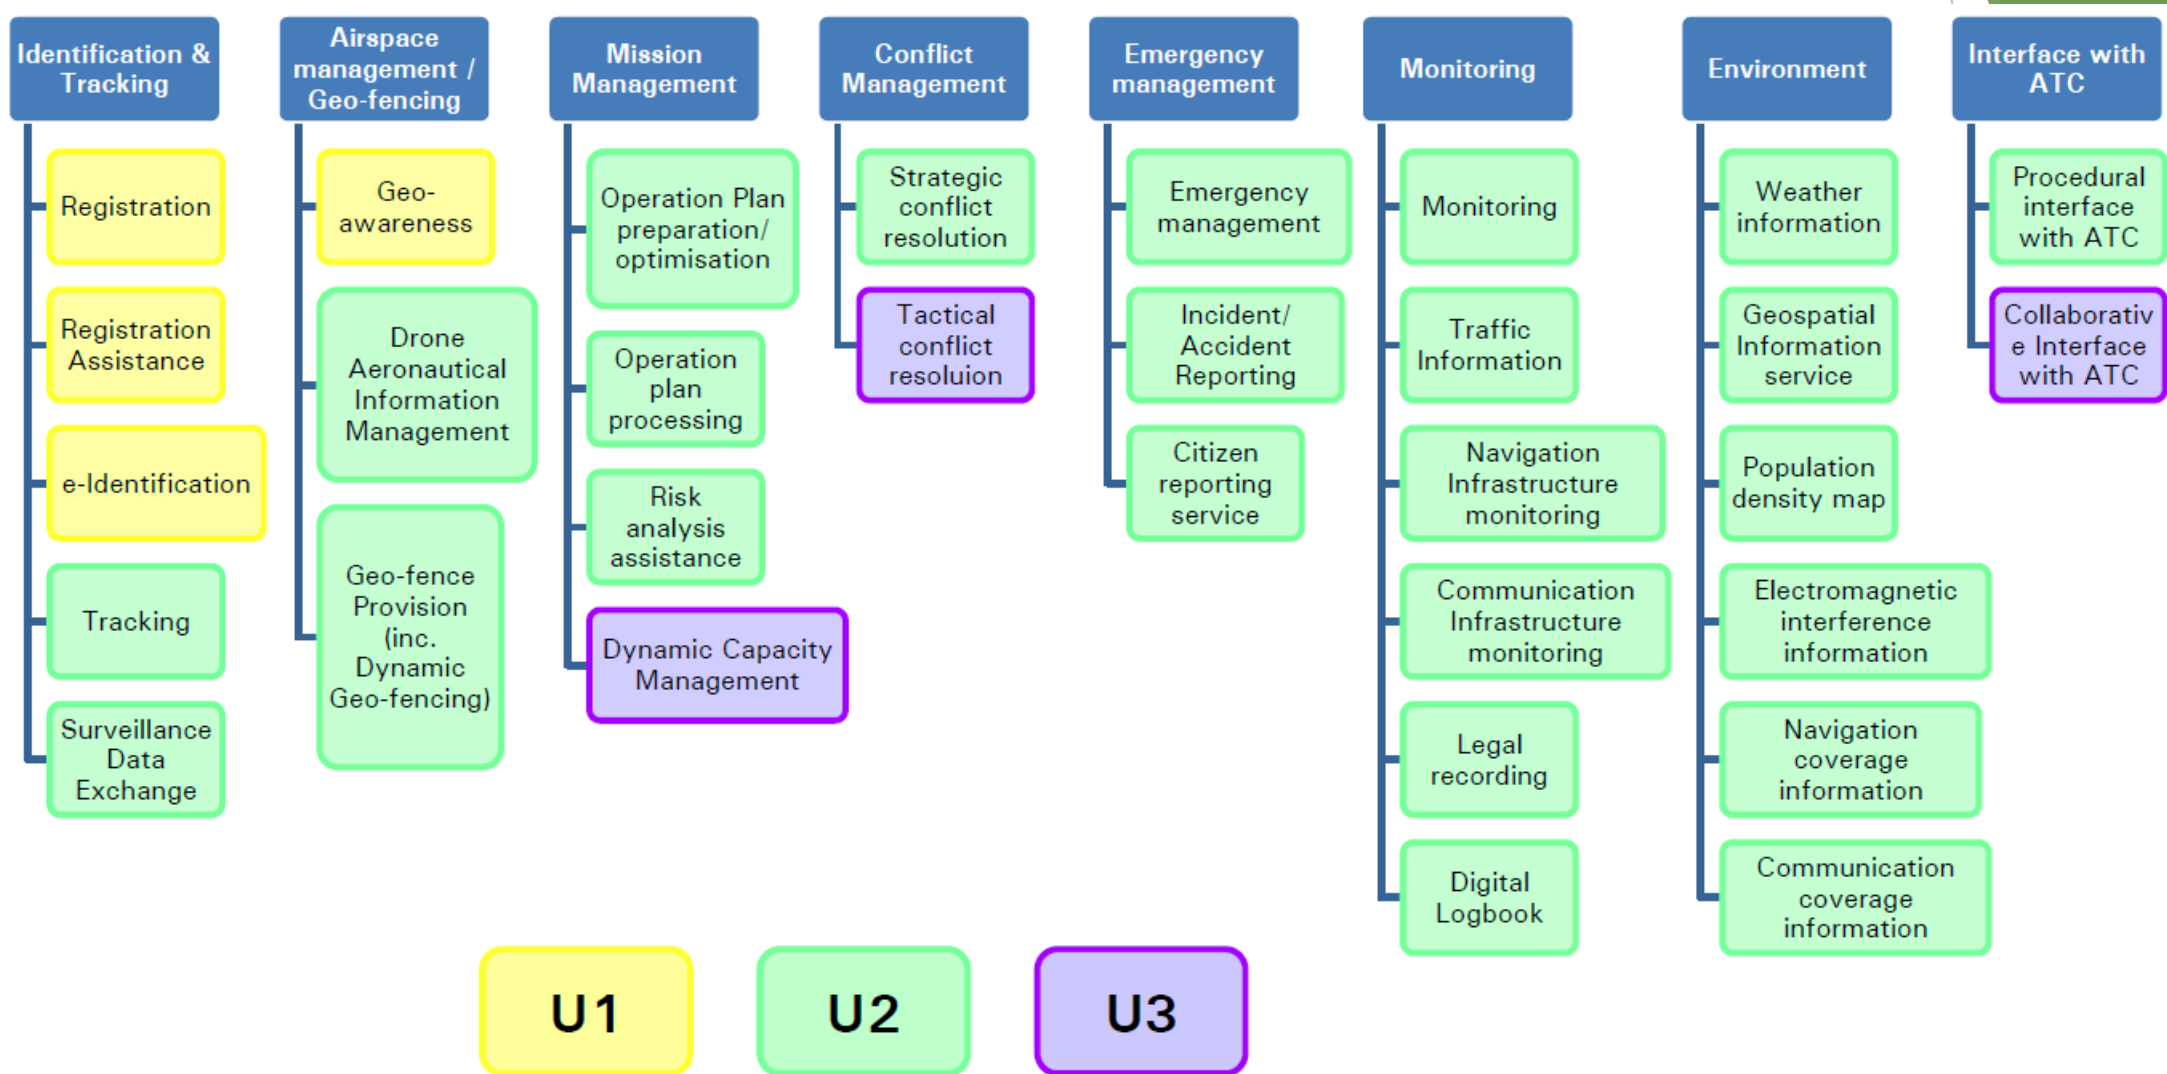 Identification &
Tracking
Registration
Registration
Assistance
e-Identification
Tracking
Surveillance
Data
Exchange
Airspace
management /
Geo-fencing
Geo-
awareness
Drone
Aeronautical
Information
Management
Geo-fence
Provision
(inc.
Dynamic
Geo-fencing)
Mission
Management
Operation Plan
preparation/
optimisation
Operation
plan
processing
Risk
analysis
assistance
Dynamic Capacity
Management
Conflict
Management
Strategic
conflict
resolution
Tactical
conflict
resoluion
Emergency
management
Emergency
management
Incident/
Accident
Reporting
Citizen
reporting
service
Monitoring
Monitoring
Traffic
Information
Navigation
Infrastructure
monitoring
Communication
Infrastructure
monitoring
Legal
recording
Digital
Logbook
Environment
Weather
information
Geospatial
Information
service
Population
density map
Electromagnetic
interference
information
Navigation
coverage
information
Communication
coverage
information
Interface with
ATC
Procedural
interface
with ATC
Collaborativ
e Interface
with ATC
U1
U2
U3